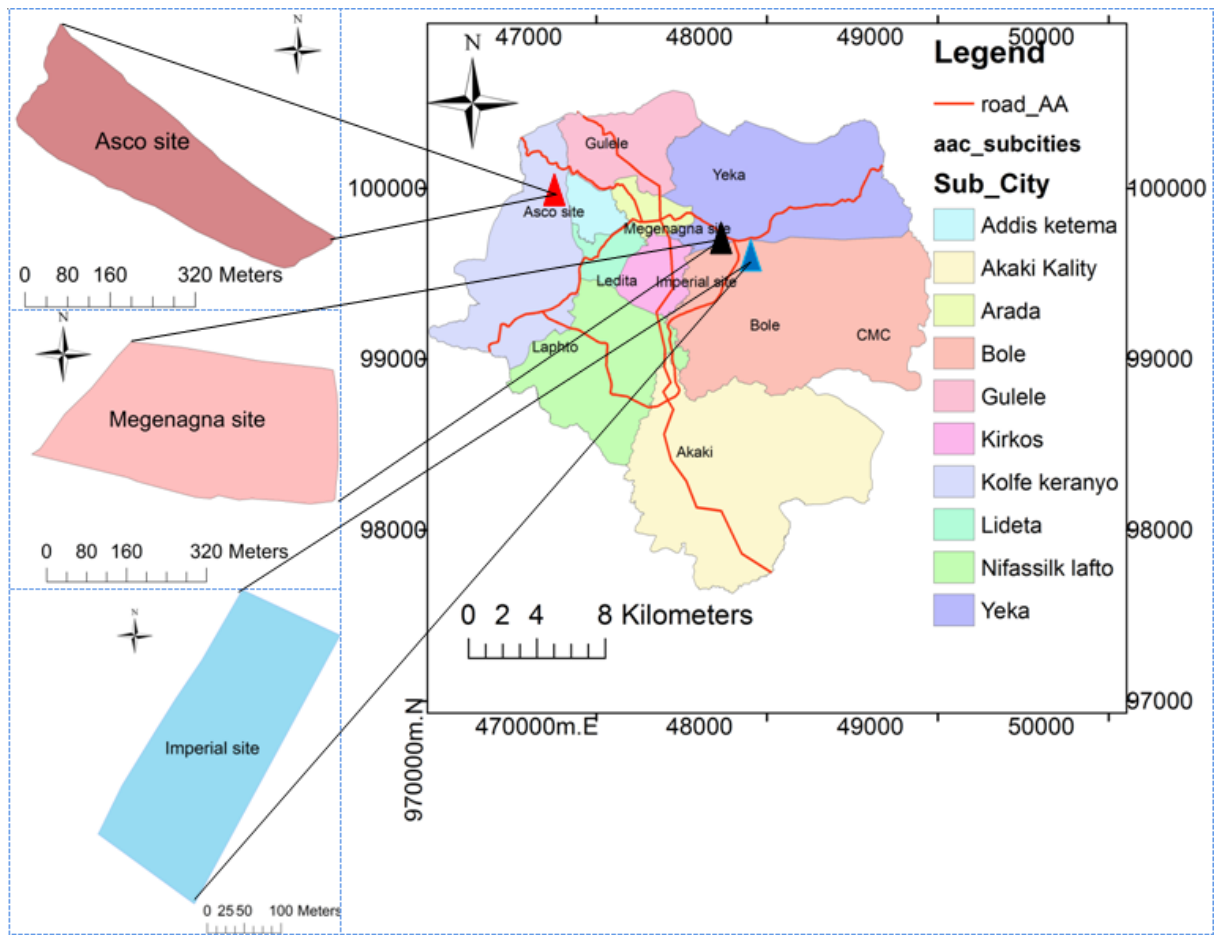 N
Asco site
0 80 160 320 Meters
N
Megenagna site
0 80 160 320 Meters
N
Imperial site
0 25 50 100 Meters
47000 48000 49000 50000
N
100000 100000
99000 99000
98000 98000
97000
970000m.N
470000m.E 48000 49000 50000
Gulele
Yeka
Asco site
Megenagna site
Ledita
Imperial site
Bole
CMC
Laphto
Akaki
0 2 4 8 Kilometers
Legend
road_AA
aac_subcities
Sub_City
Addis ketema
Akaki Kality
Arada
Bole
Gulele
Kirkos
Kolfe keranyo
Lideta
Nifassilk lafto
Yeka